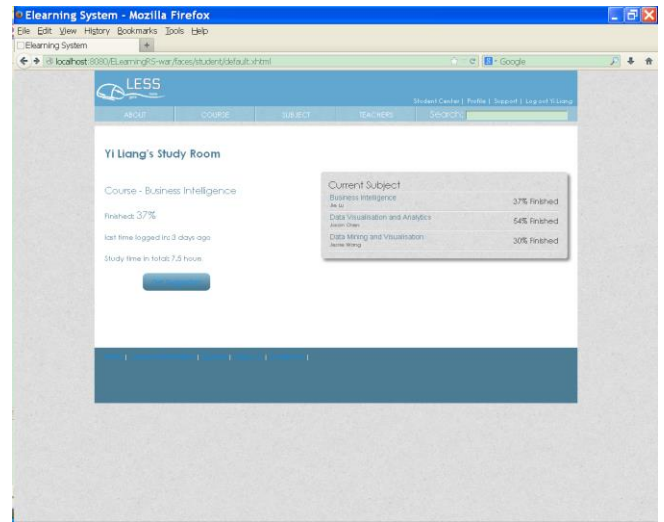 Elearning System - Mozilla Firefox
File Edit View History Bookmarks Tools Help
Elearning System +
localhost:8080/ELearningRS-war/faces/student/default.xhtml
Google
LESS
Student Center | Profile | Support | Log out Yi Liang
ABOUT COURSE SUBJECT TEACHERS Search:
Yi Liang's Study Room
Course - Business Intelligence
Finished: 37%
last time logged in: 3 days ago
Study time in total: 7.5 hours
Current Subject
Business Intelligence
Jie Lu
37% Finished
Data Visualisation and Analytics
54% Finished
Data Mining and Visualisation
30% Finished